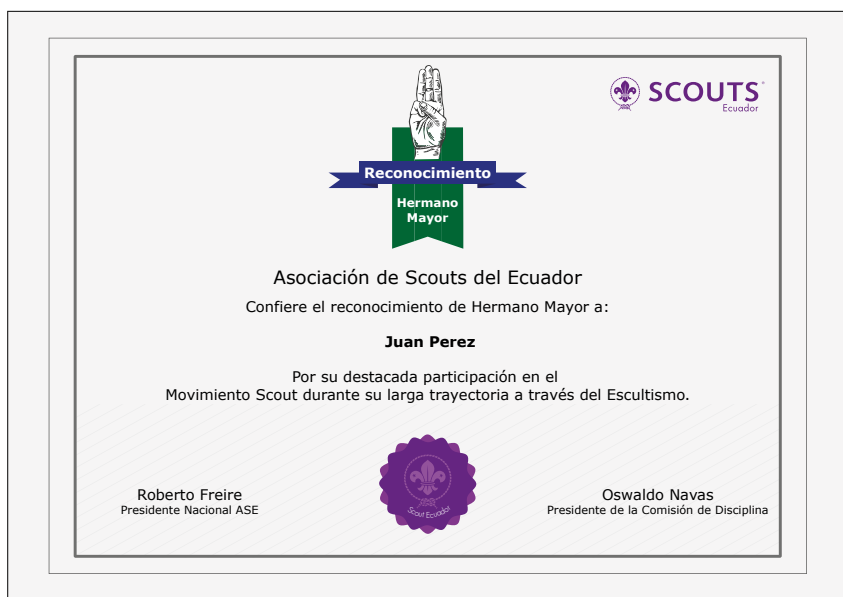 SCOUTS
Ecuador
Reconocimiento
Hermano
Mayor
Asociación de Scouts del Ecuador
Confiere el reconocimiento de Hermano Mayor a:
Juan Perez
Por su destacada participación en el
Movimiento Scout durante su larga trayectoria a través del Escultismo.
Roberto Freire
Presidente Nacional ASE
Scout Ecuador
Oswaldo Navas
Presidente de la Comisión de Disciplina